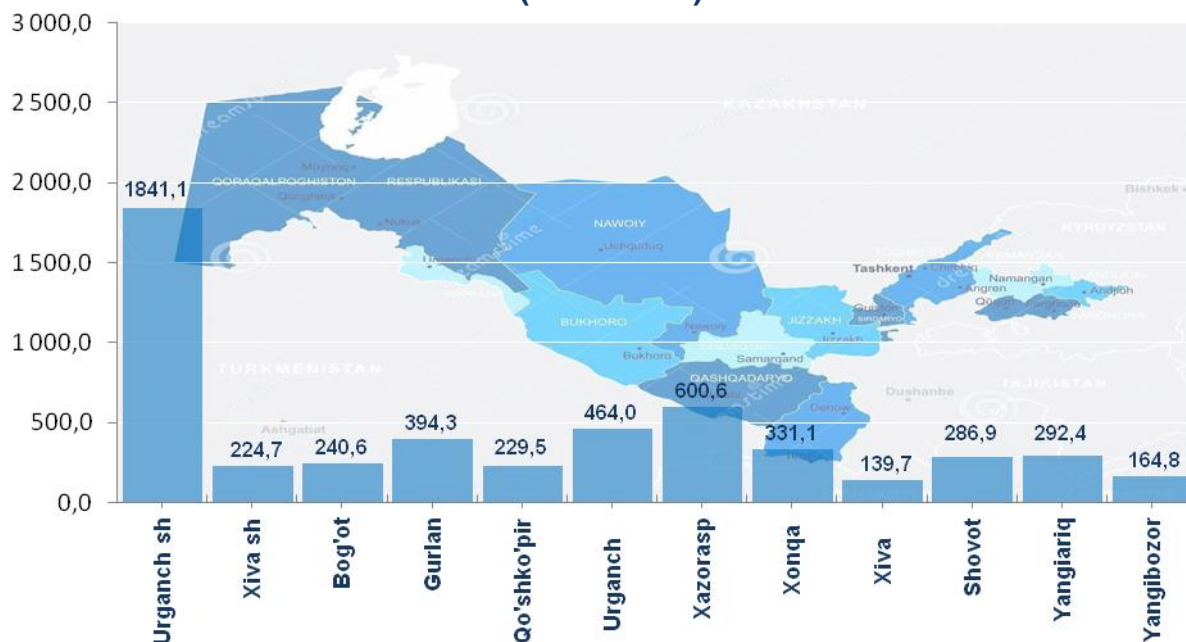 3 000,0
2 500,0
2 000,0
1 500,0
1 000,0
500,0
0,0
1841,1
224,7
240,6
394,3
229,5
464,0
600,6
331,1
139,7
286,9
292,4
164,8
Urganch sh
Xiva sh
Bog'ot
Gurlan
Qo'shko'pir
Urganch
Xazorasp
Xonqa
Xiva
Shovot
Yangiariq
Yangibozor
KAZAKHSTAN
QORAQALPOGHISTON
RESPUBLIKASI
Nukus
NAWOIY
Uchquduq
Bishkek
KYRGYZSTAN
Tashkent
Chirchiq
Angren
Namangan
Andijon
BUKHORO
Bukhoro
Nawoiy
JIZZAKH
Jizzakh
Samarqand
QASHQADARYO
Denow
TURKMENISTAN
Ashgabat
Dushanbe
TAJIKISTAN